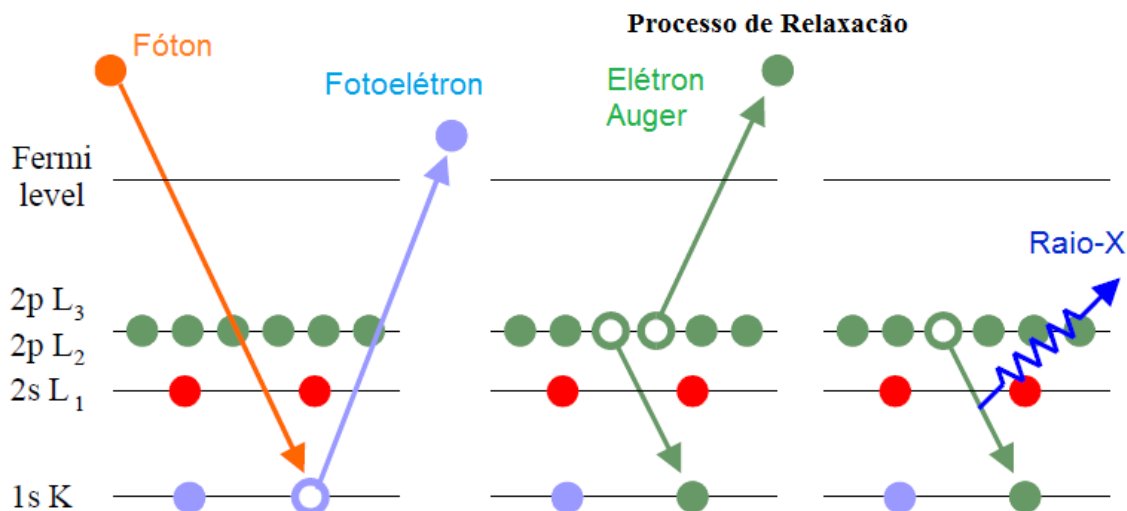 Processo de Relaxacão
Fóton
Fotoelétron
Elétron
Auger
Fermi
level
Raio-X
2p L3
2p L2
2s L1
1s K